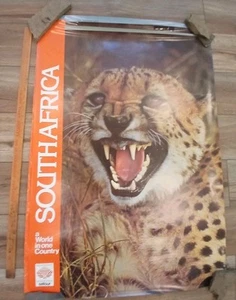 SOUTH AFRICA
a
World
in one
Country